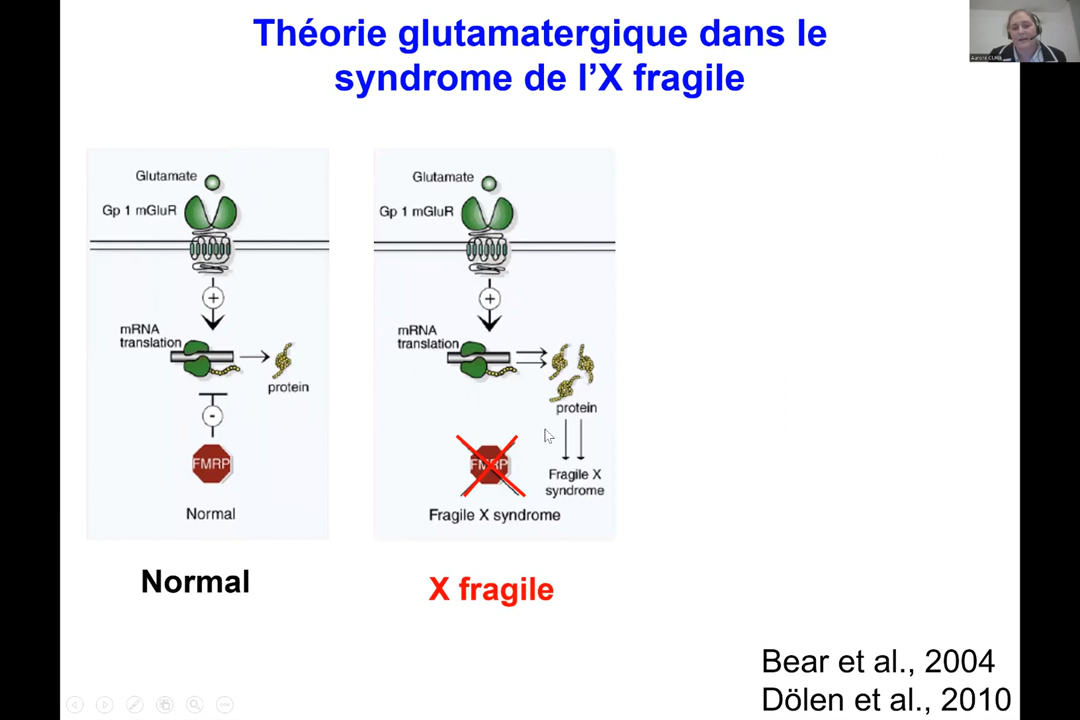 Théorie glutamatergique dans le
syndrome de l’X fragile
Glutamate
Gp 1 mGluR
+
mRNA
translation
protein
-
FMRP
Normal
Normal
Glutamate
Gp 1 mGluR
+
mRNA
translation
protein
FMRP
Fragile X
syndrome
Fragile X syndrome
X fragile
Bear et al., 2004
Dölen et al., 2010